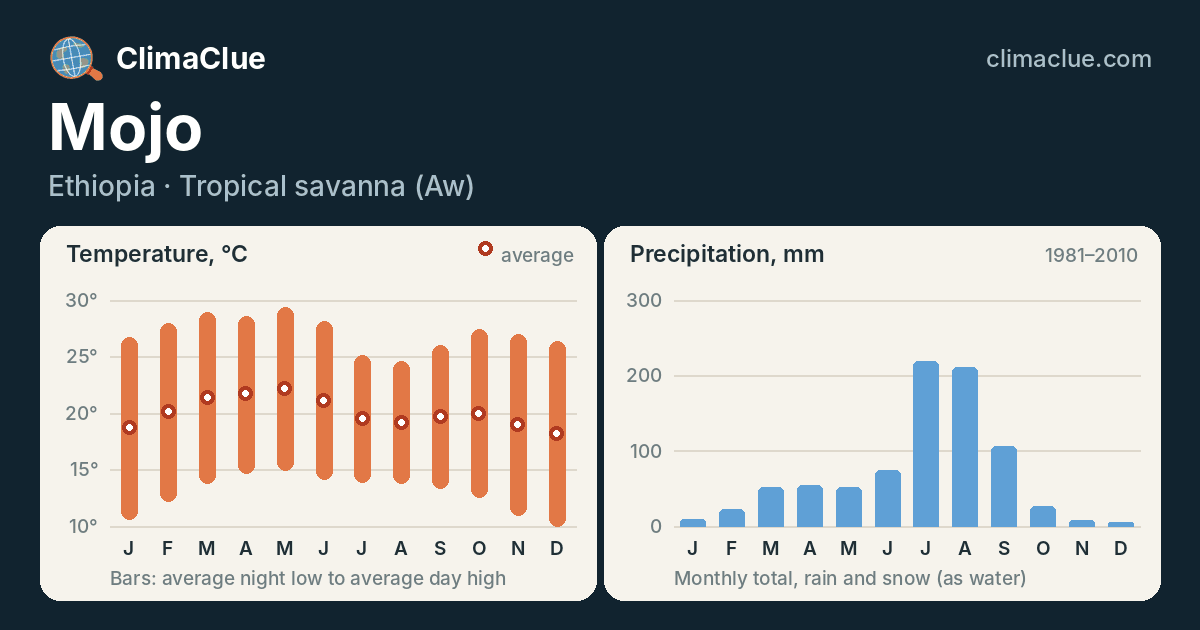 ClimaClue
climaclue.com
Mojo
Ethiopia · Tropical savanna (Aw)
Temperature, °C
average
30°
25°
20°
15°
10°
J F M A M J J A S O N D
Bars: average night low to average day high
Precipitation, mm
1981–2010
300
200
100
0
J F M A M J J A S O N D
Monthly total, rain and snow (as water)